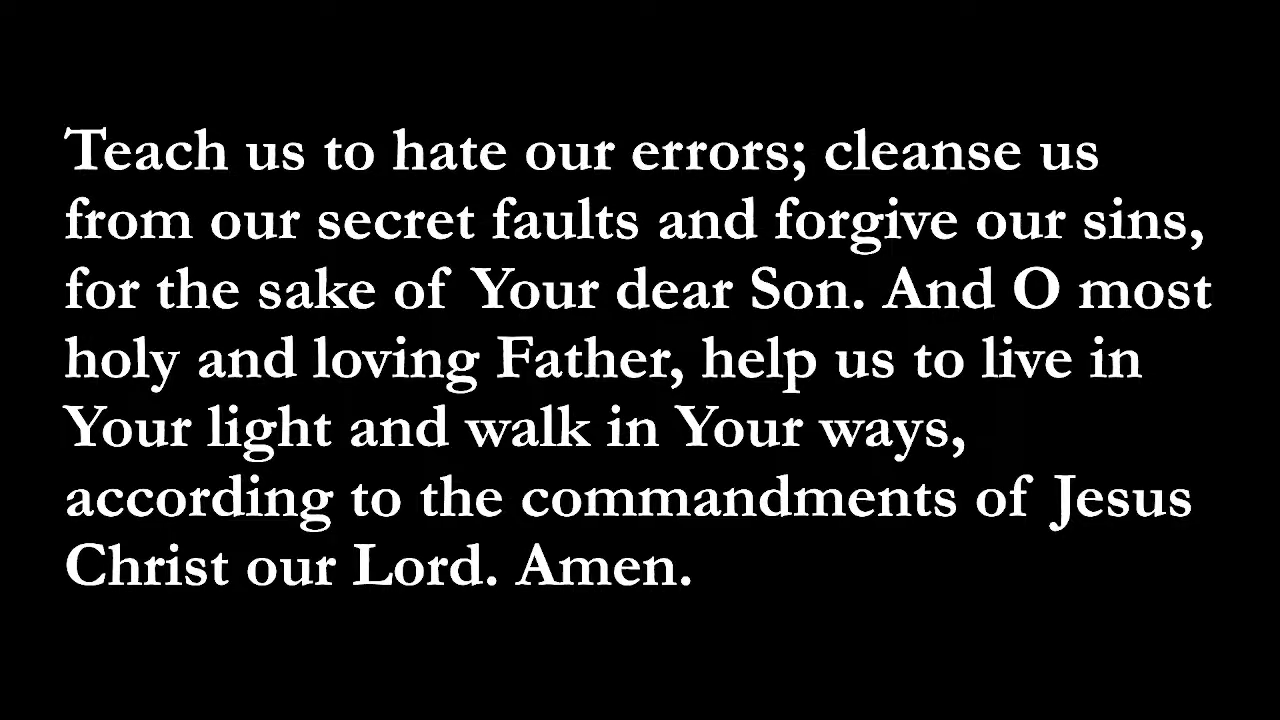 Teach us to hate our errors; cleanse us
from our secret faults and forgive our sins,
for the sake of Your dear Son. And O most
holy and loving Father, help us to live in
Your light and walk in Your ways,
according to the commandments of Jesus
Christ our Lord. Amen.